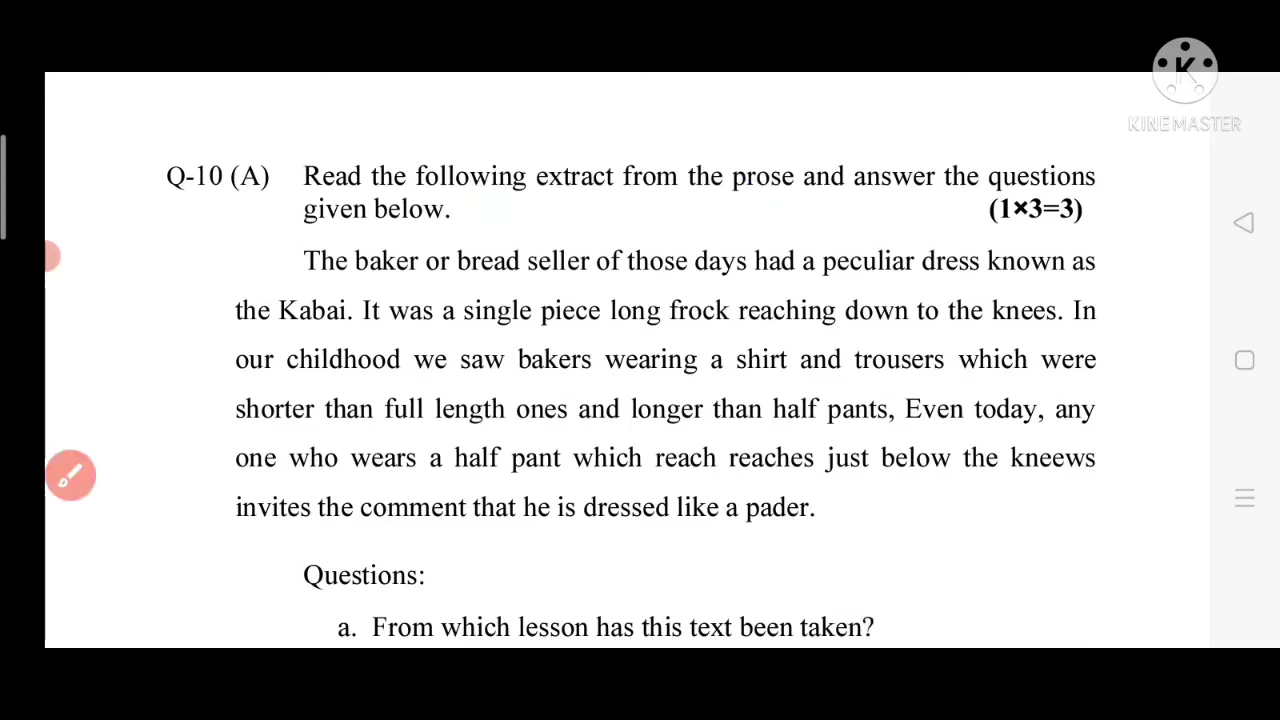 KINEMASTER
Q-10 (A) Read the following extract from the prose and answer the questions
given below. (1×3=3)
The baker or bread seller of those days had a peculiar dress known as
the Kabai. It was a single piece long frock reaching down to the knees. In
our childhood we saw bakers wearing a shirt and trousers which were
shorter than full length ones and longer than half pants, Even today, any
one who wears a half pant which reach reaches just below the kneews
invites the comment that he is dressed like a pader.
Questions:
a. From which lesson has this text been taken?